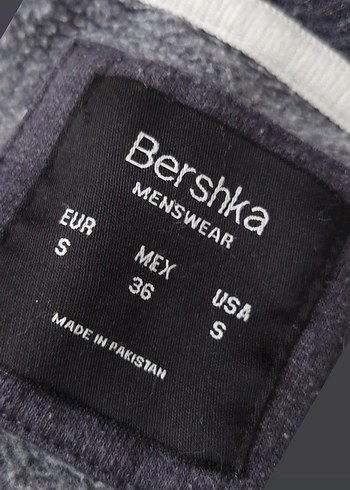 Bershka
MENSWEAR
EUR MEX USA
S 36 S
MADE IN PAKISTAN